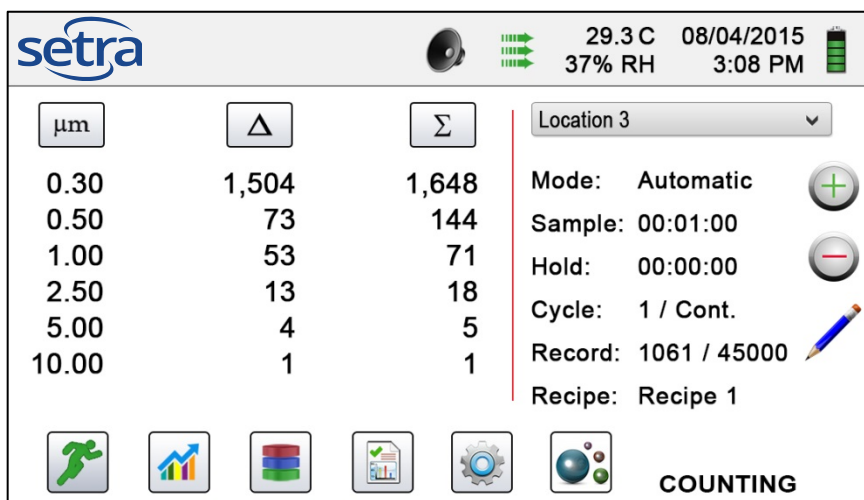 setra
29.3 C 08/04/2015
37% RH 3:08 PM
µm Δ Σ
0.30 1,504 1,648
0.50 73 144
1.00 53 71
2.50 13 18
5.00 4 5
10.00 1 1
Location 3
Mode: Automatic
Sample: 00:01:00
Hold: 00:00:00
Cycle: 1 / Cont.
Record: 1061 / 45000
Recipe: Recipe 1
COUNTING